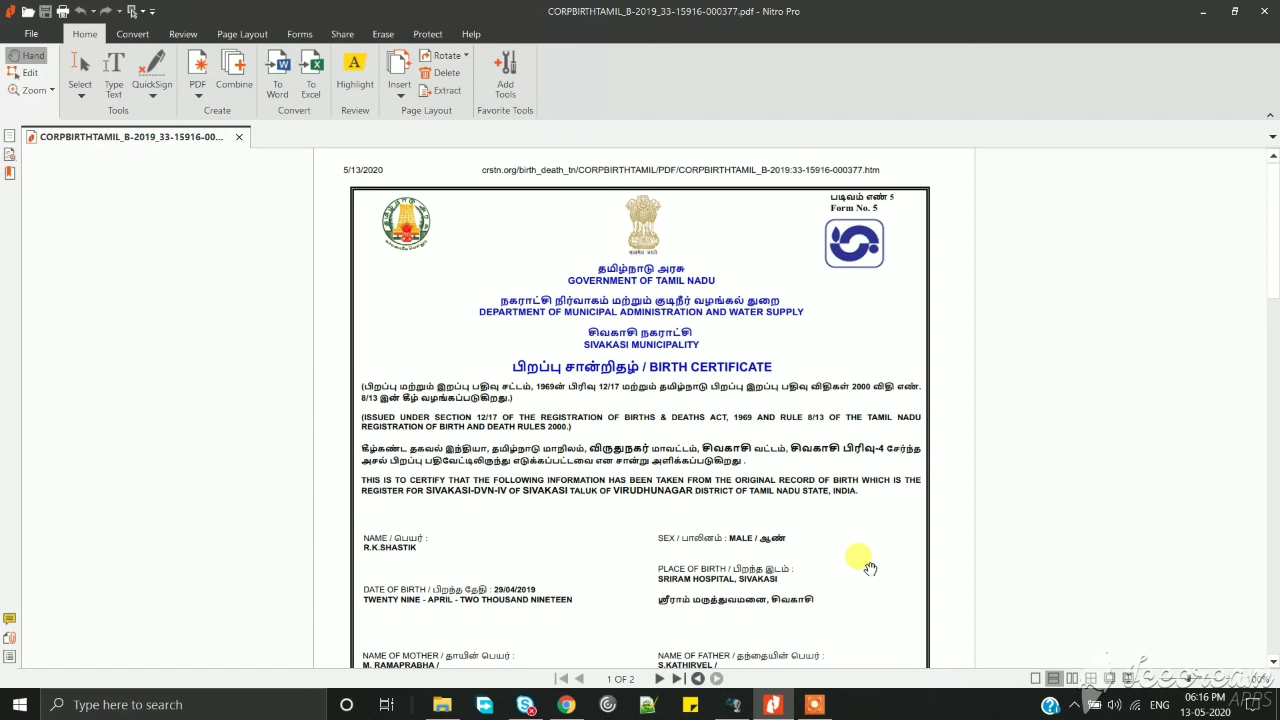 CORPBIRTHTAMIL_B-2019_33-15916-000377.pdf - Nitro Pro
File Home Convert Review Page Layout Forms Share Erase Protect Help
Hand
Edit
Zoom
Select
Type Text
QuickSign
Tools
PDF
Combine
Create
To Word
To Excel
Convert
Highlight
Review
Insert
Rotate
Delete
Extract
Page Layout
Add Tools
Favorite Tools
CORPBIRTHTAMIL_B-2019_33-15916-00...
5/13/2020 crstn.org/birth_death_tn/CORPBIRTHTAMIL/PDF/CORPBIRTHTAMIL_B-2019:33-15916-000377.htm
படிவம் எண் 5
Form No. 5
தமிழ்நாடு அரசு
GOVERNMENT OF TAMIL NADU
நகராட்சி நிர்வாகம் மற்றும் குடிநீர் வழங்கல் துறை
DEPARTMENT OF MUNICIPAL ADMINISTRATION AND WATER SUPPLY
சிவகாசி நகராட்சி
SIVAKASI MUNICIPALITY
பிறப்பு சான்றிதழ் / BIRTH CERTIFICATE
(பிறப்பு மற்றும் இறப்பு பதிவு சட்டம், 1969ன் பிரிவு 12/17 மற்றும் தமிழ்நாடு பிறப்பு இறப்பு பதிவு விதிகள் 2000 விதி எண்.
8/13 இன் கீழ் வழங்கப்படுகிறது.)
(ISSUED UNDER SECTION 12/17 OF THE REGISTRATION OF BIRTHS & DEATHS ACT, 1969 AND RULE 8/13 OF THE TAMIL NADU
REGISTRATION OF BIRTH AND DEATH RULES 2000.)
கீழ்கண்ட தகவல் இந்தியா, தமிழ்நாடு மாநிலம், விருதுநகர் மாவட்டம், சிவகாசி வட்டம், சிவகாசி பிரிவு-4 சேர்ந்த
அசல் பிறப்பு பதிவேட்டிலிருந்து எடுக்கப்பட்டவை என சான்று அளிக்கப்படுகிறது .
THIS IS TO CERTIFY THAT THE FOLLOWING INFORMATION HAS BEEN TAKEN FROM THE ORIGINAL RECORD OF BIRTH WHICH IS THE
REGISTER FOR SIVAKASI-DVN-IV OF SIVAKASI TALUK OF VIRUDHUNAGAR DISTRICT OF TAMIL NADU STATE, INDIA.
NAME / பெயர் :
R.K.SHASTIK
SEX / பாலினம் : MALE / ஆண்
PLACE OF BIRTH / பிறந்த இடம் :
SRIRAM HOSPITAL, SIVAKASI
ஸ்ரீராம் மருத்துவமனை, சிவகாசி
DATE OF BIRTH / பிறந்த தேதி : 29/04/2019
TWENTY NINE - APRIL - TWO THOUSAND NINETEEN
NAME OF MOTHER / தாயின் பெயர் :
M. RAMAPRABHA /
NAME OF FATHER / தந்தையின் பெயர் :
S.KATHIRVEL /
1 OF 2
100%
Type here to search
ENG
06:16 PM
13-05-2020
APPS